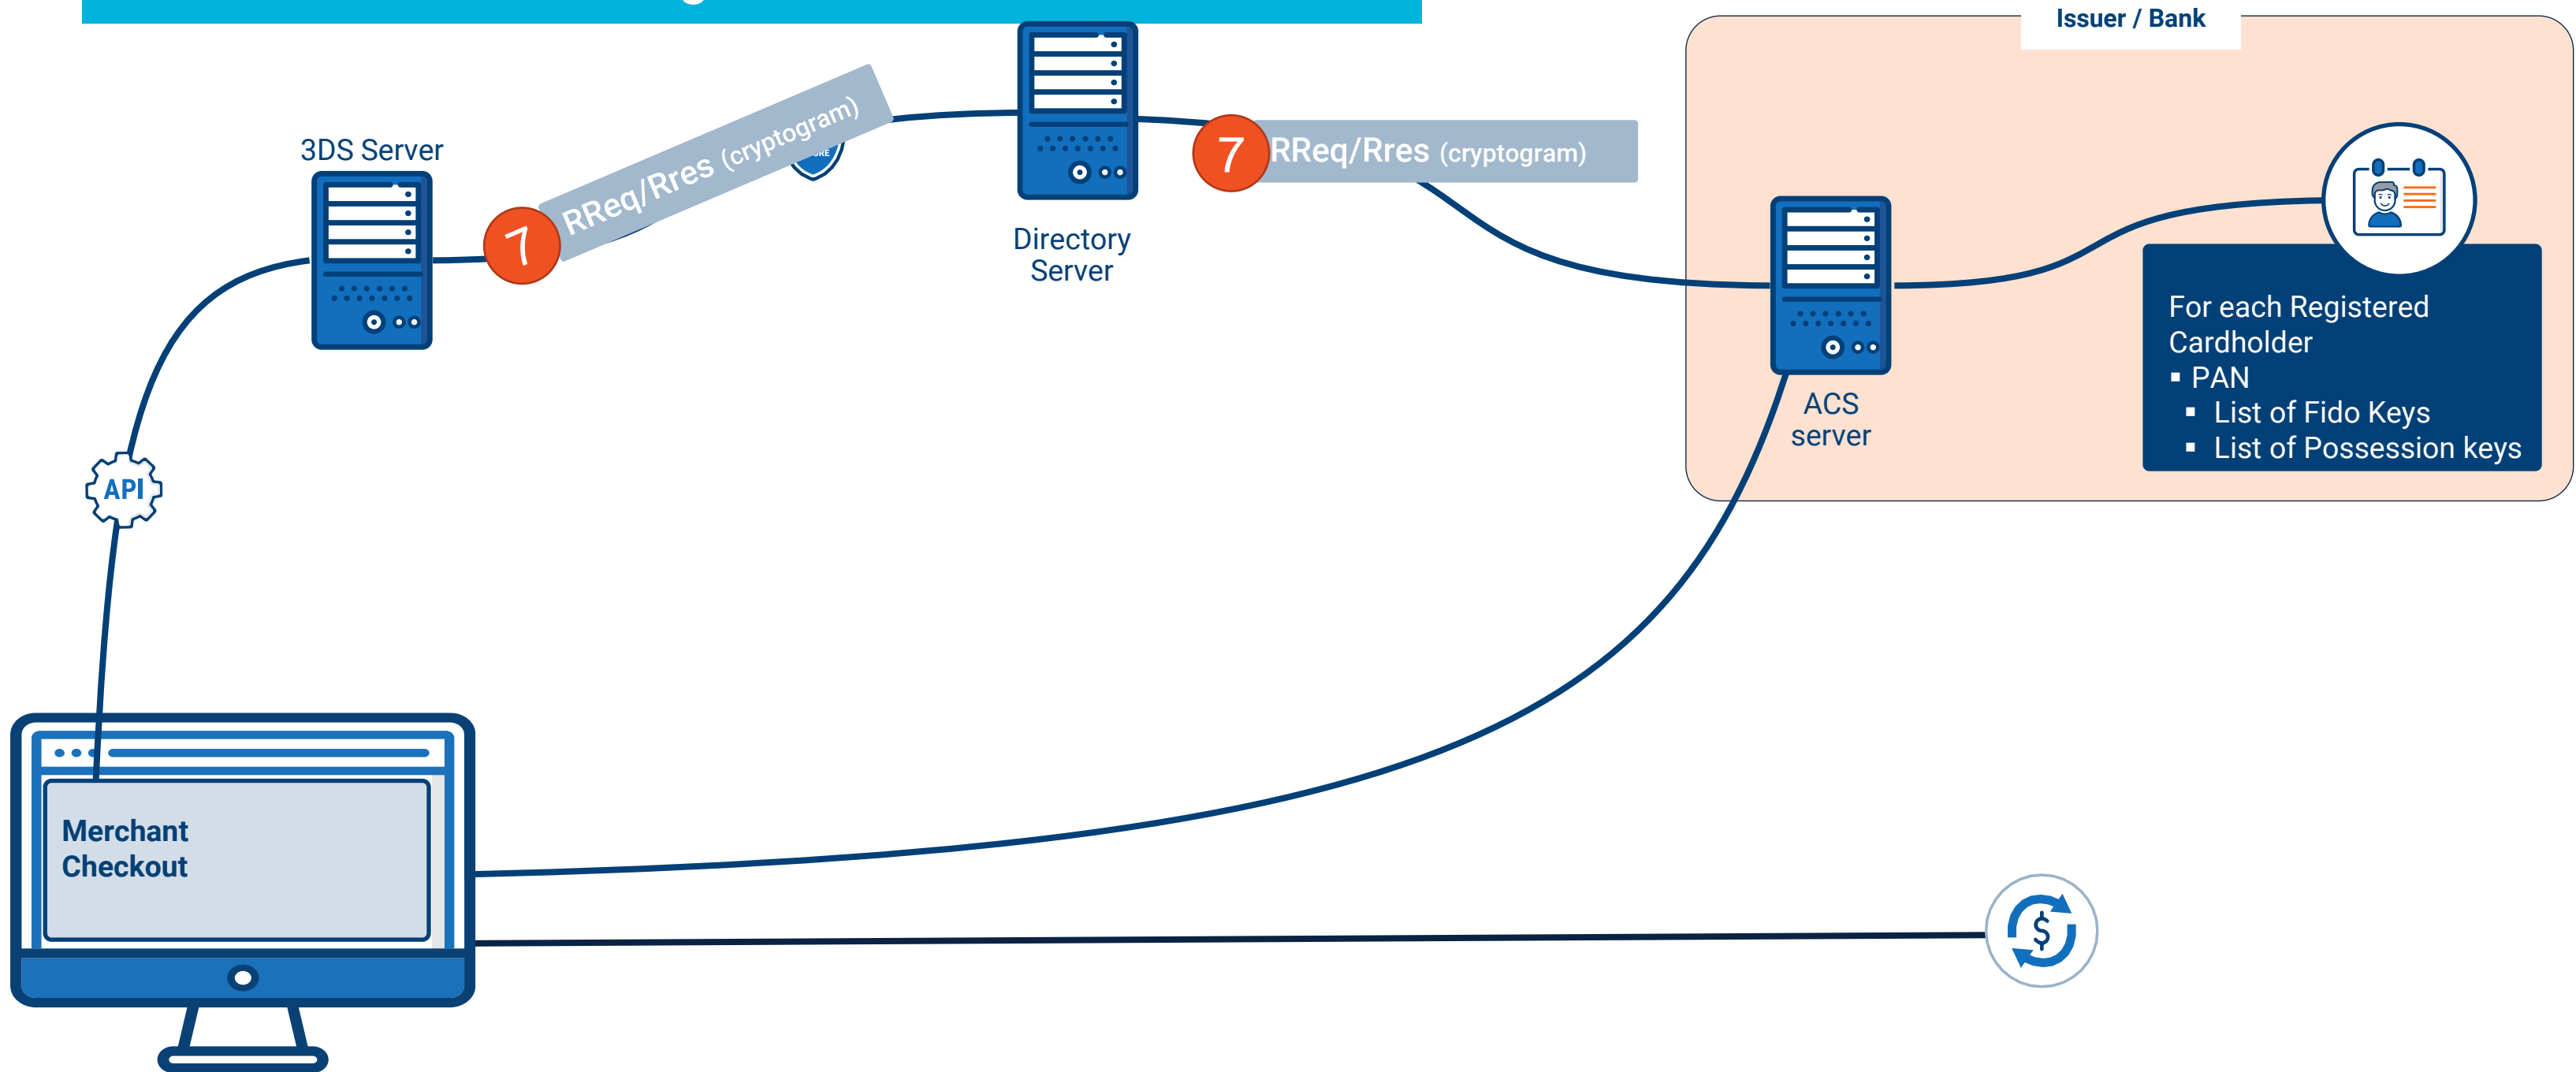 Issuer / Bank
3DS Server
7 RReq/Rres (cryptogram)
Directory
Server
7 RReq/Rres (cryptogram)
ACS
server
For each Registered
Cardholder
▪ PAN
▪ List of Fido Keys
▪ List of Possession keys
API
Merchant
Checkout
$